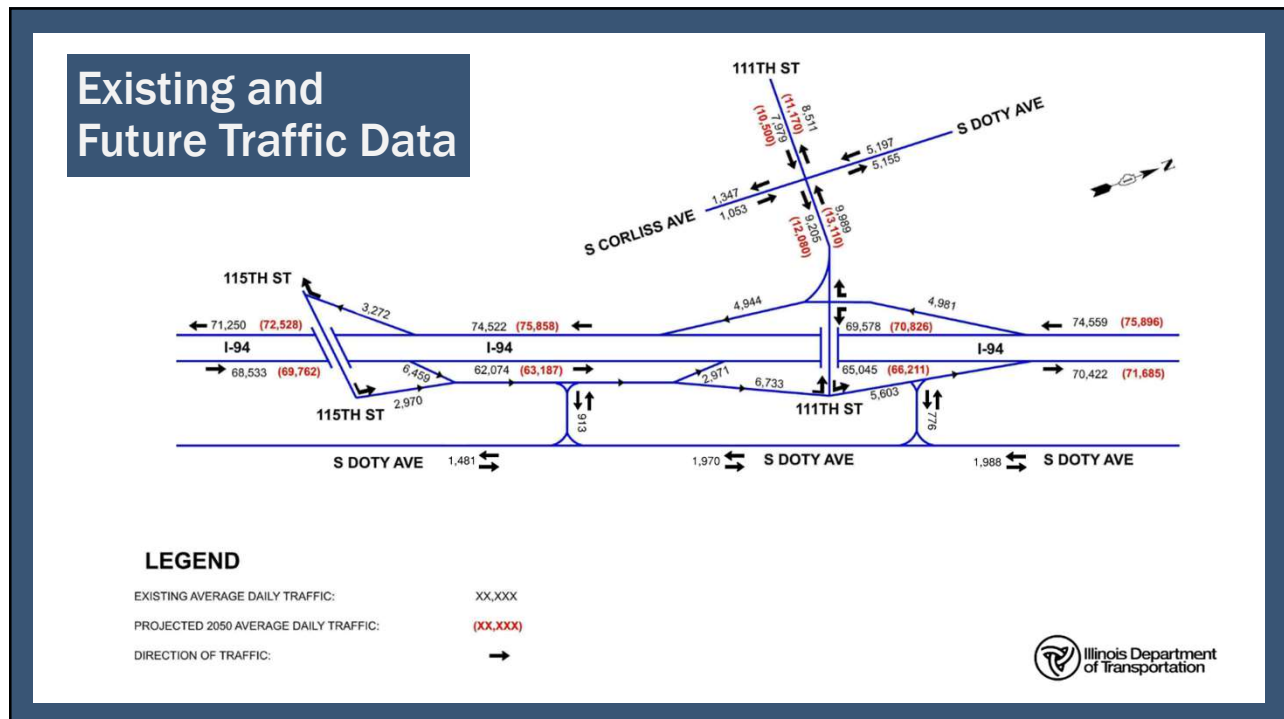 Existing and
Future Traffic Data
111TH ST
(11,170)
8,511
7,979
(10,500)
S DOTY AVE
5,197
5,155
N
1,347
1,053
S CORLISS AVE
9,989
(13,110)
9,205
(12,080)
115TH ST
3,272
4,944
4,981
71,250 (72,528)
74,522 (75,858)
69,578 (70,826)
74,559 (75,896)
I-94
I-94
I-94
68,533 (69,762)
6,459
62,074 (63,187)
2,971
65,045 (66,211)
70,422 (71,685)
2,970
6,733
5,603
115TH ST
111TH ST
913
776
S DOTY AVE
1,481
1,970
S DOTY AVE
1,988
S DOTY AVE
LEGEND
EXISTING AVERAGE DAILY TRAFFIC: XX,XXX
PROJECTED 2050 AVERAGE DAILY TRAFFIC: (XX,XXX)
DIRECTION OF TRAFFIC:
Illinois Department
of Transportation